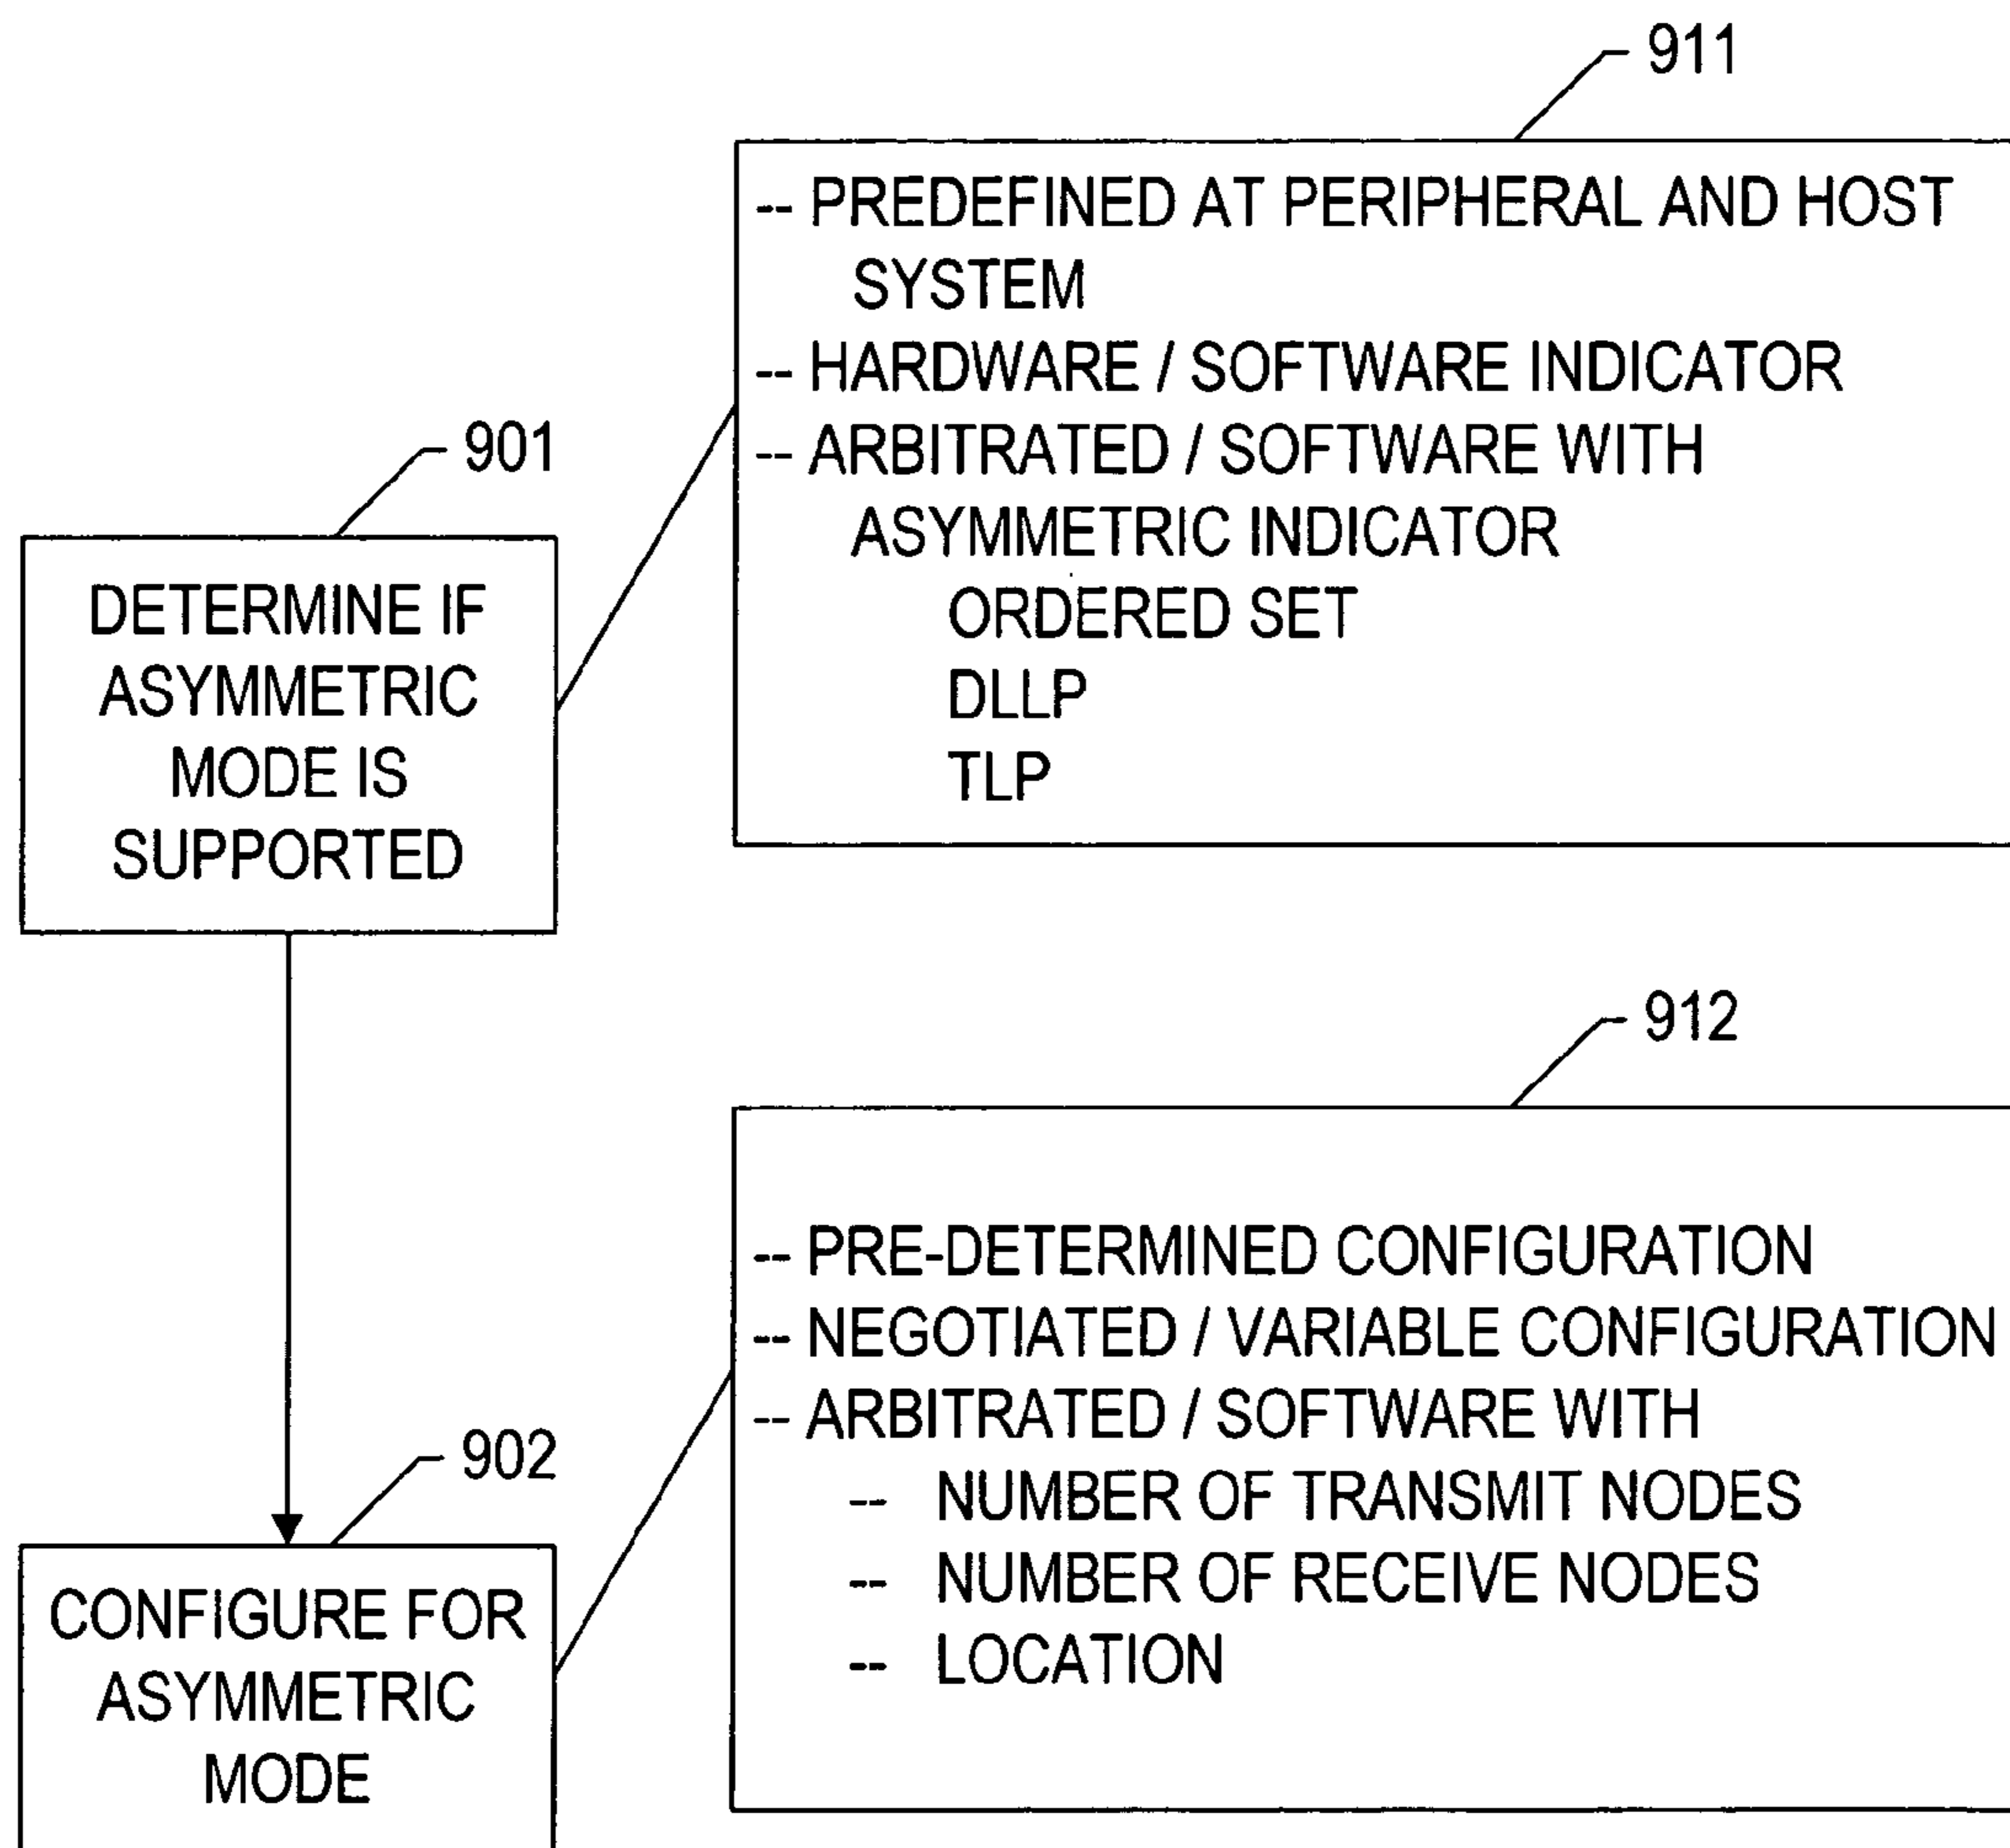 911
-- PREDEFINED AT PERIPHERAL AND HOST
SYSTEM
-- HARDWARE / SOFTWARE INDICATOR
-- ARBITRATED / SOFTWARE WITH
ASYMMETRIC INDICATOR
ORDERED SET
DLLP
TLP
901
DETERMINE IF
ASYMMETRIC
MODE IS
SUPPORTED
912
-- PRE-DETERMINED CONFIGURATION
-- NEGOTIATED / VARIABLE CONFIGURATION
-- ARBITRATED / SOFTWARE WITH
-- NUMBER OF TRANSMIT NODES
-- NUMBER OF RECEIVE NODES
-- LOCATION
902
CONFIGURE FOR
ASYMMETRIC
MODE